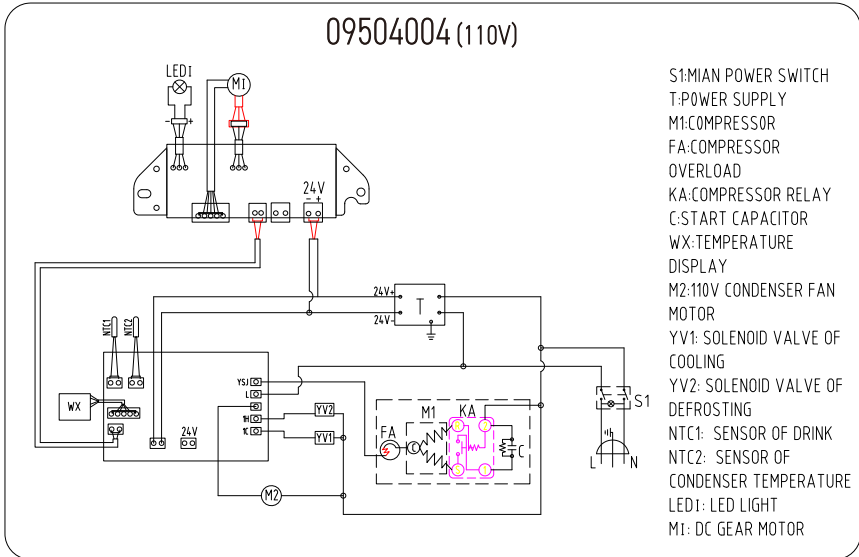 09504004 (110V)
LEDI
MI
- +
24V
- +
S1:MIAN POWER SWITCH
T:POWER SUPPLY
M1:COMPRESSOR
FA:COMPRESSOR
OVERLOAD
KA:COMPRESSOR RELAY
C:START CAPACITOR
WX:TEMPERATURE
DISPLAY
M2:110V CONDENSER FAN
MOTOR
YV1: SOLENOID VALVE OF
COOLING
YV2: SOLENOID VALVE OF
DEFROSTING
NTC1: SENSOR OF DRINK
NTC2: SENSOR OF
CONDENSER TEMPERATURE
LEDI: LED LIGHT
MI: DC GEAR MOTOR
24V+
T
24V-
NTC1
NTC2
YSJ
L
1H
1C
WX
24V
YV2
YV1
M2
FA
M1
KA
C
C
S1
L
N